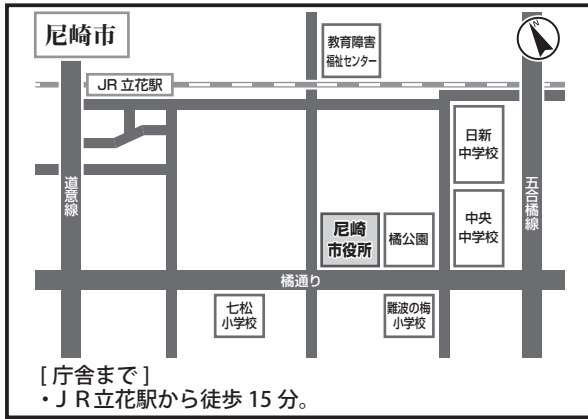 尼崎市
N
教育障害
福祉センター
JR 立花駅
日新
中学校
道意線
五合橘線
尼崎
市役所
橘公園
中央
中学校
橘通り
七松
小学校
難波の梅
小学校
[ 庁舎まで ]
・ＪＲ立花駅から徒歩 15 分。